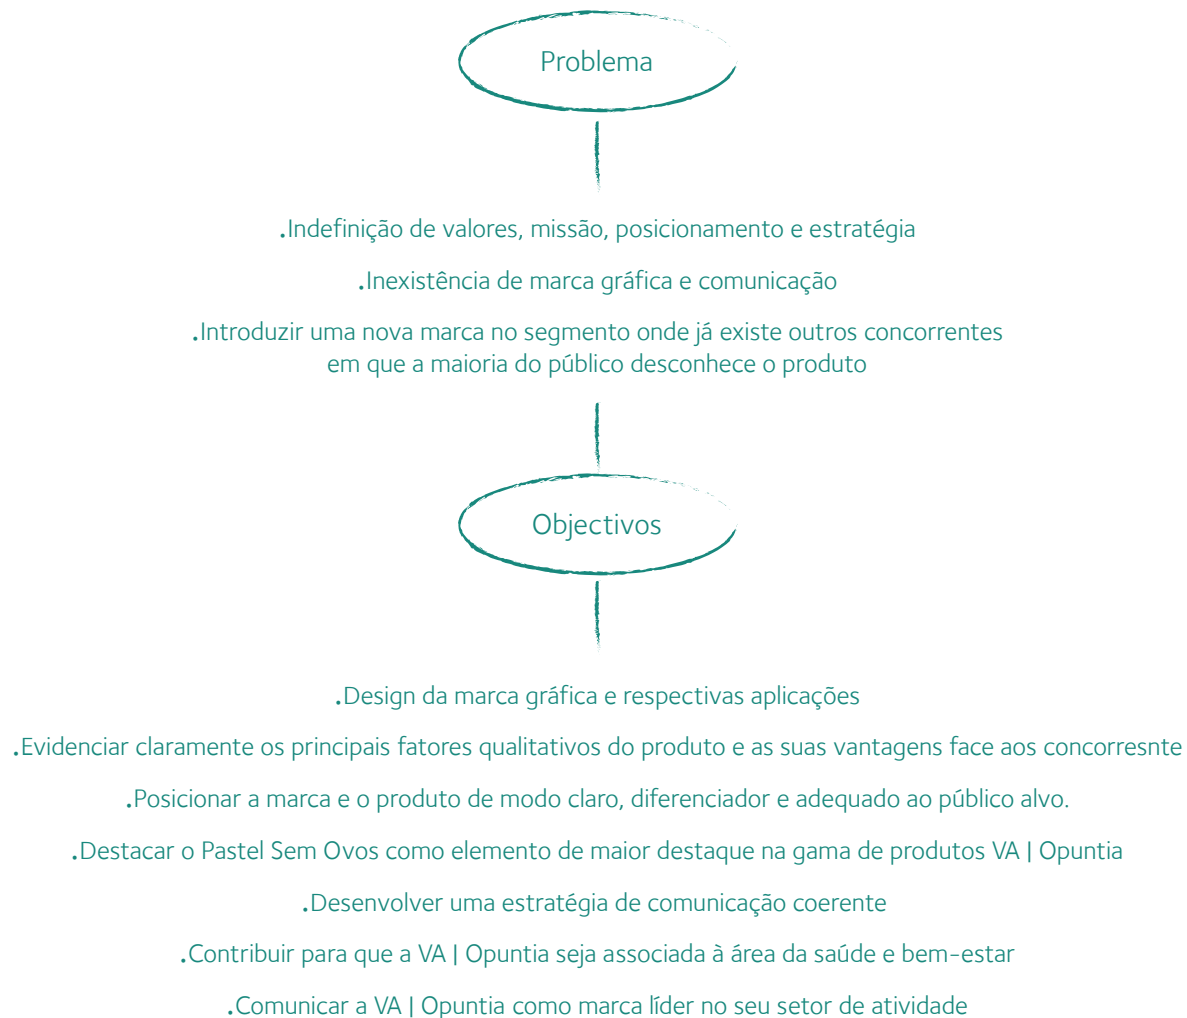 Problema
.Indefinição de valores, missão, posicionamento e estratégia
.Inexistência de marca gráfica e comunicação
.Introduzir uma nova marca no segmento onde já existe outros concorrentes
em que a maioria do público desconhece o produto
Objectivos
.Design da marca gráfica e respectivas aplicações
.Evidenciar claramente os principais fatores qualitativos do produto e as suas vantagens face aos concorresnte
.Posicionar a marca e o produto de modo claro, diferenciador e adequado ao público alvo.
.Destacar o Pastel Sem Ovos como elemento de maior destaque na gama de produtos VA | Opuntia
.Desenvolver uma estratégia de comunicação coerente
.Contribuir para que a VA | Opuntia seja associada à área da saúde e bem-estar
.Comunicar a VA | Opuntia como marca líder no seu setor de atividade